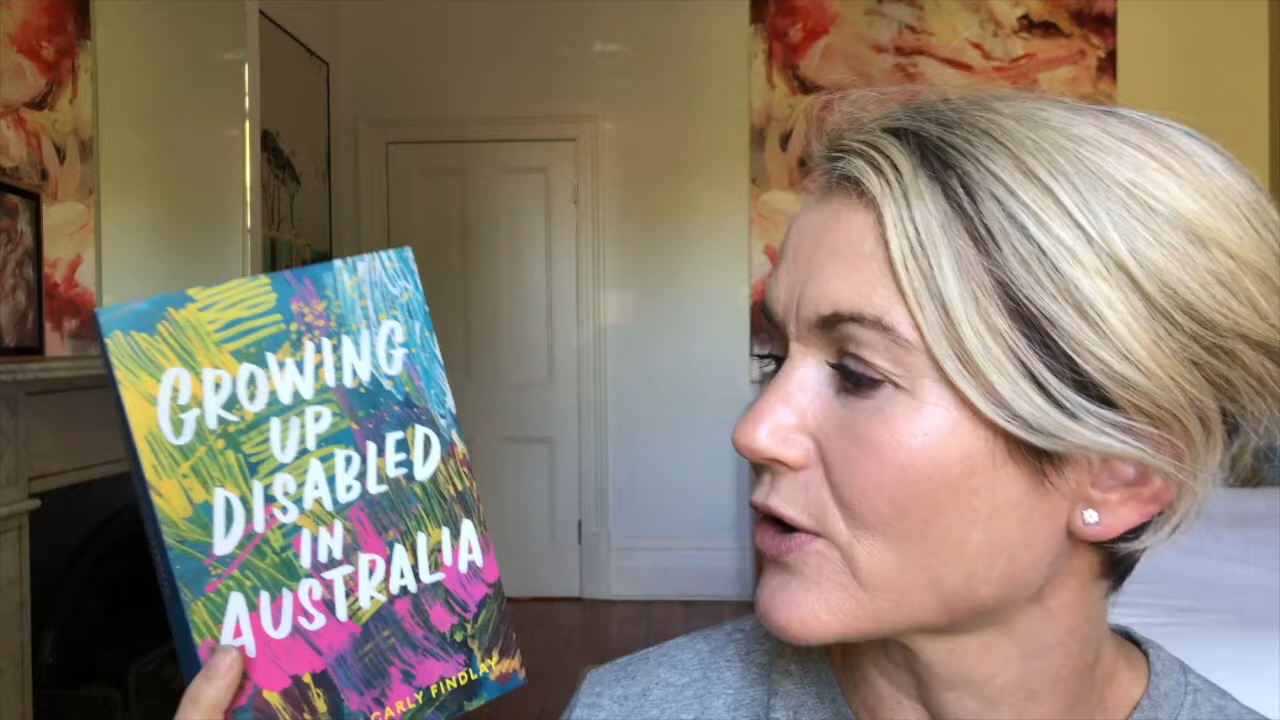 GROWING
UP
DISABLED
IN
AUSTRALIA
CARLY FINDLAY